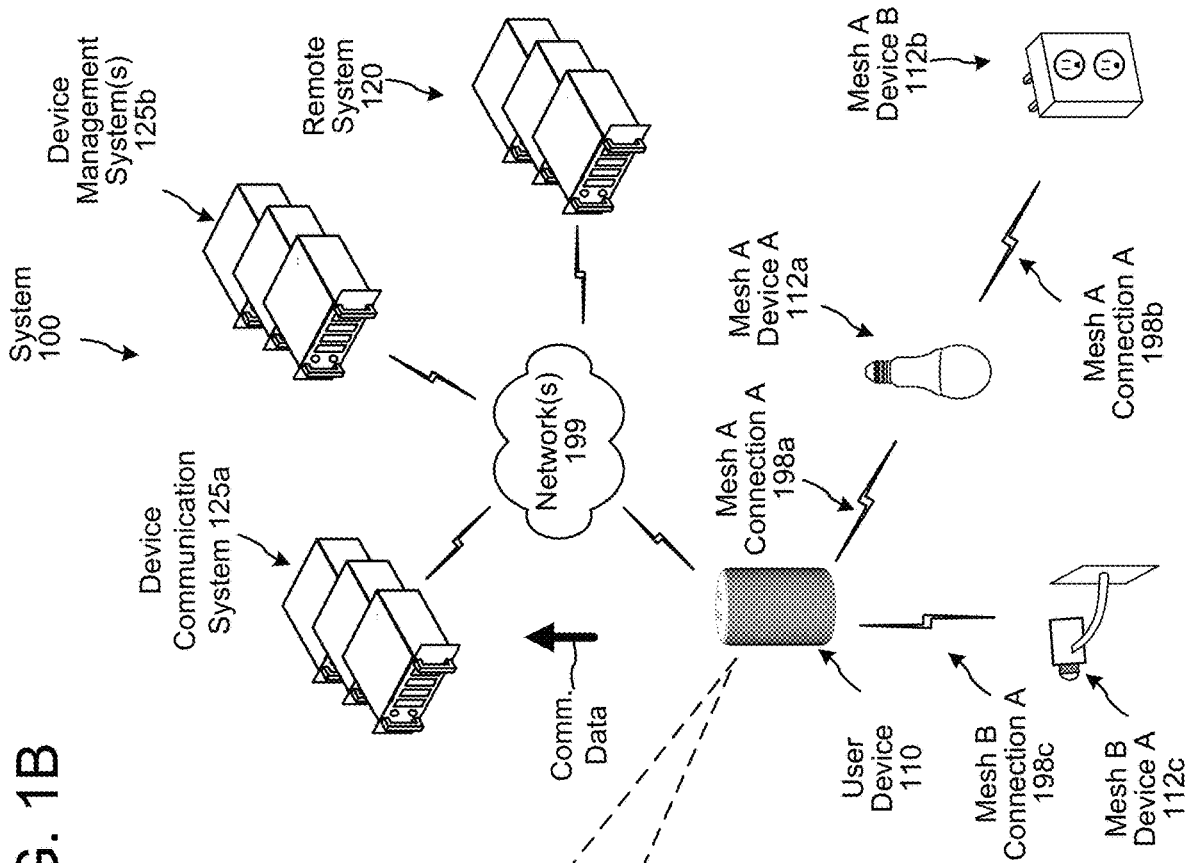 G. 1B
System
100
Device
Communication
System 125a
Device
Management
System(s)
125b
Remote
System
120
Network(s)
199
Comm.
Data
User
Device
110
Mesh A
Connection A
198a
Mesh A
Device A
112a
Mesh A
Device B
112b
Mesh B
Connection A
198c
Mesh A
Connection A
198b
Mesh B
Device A
112c